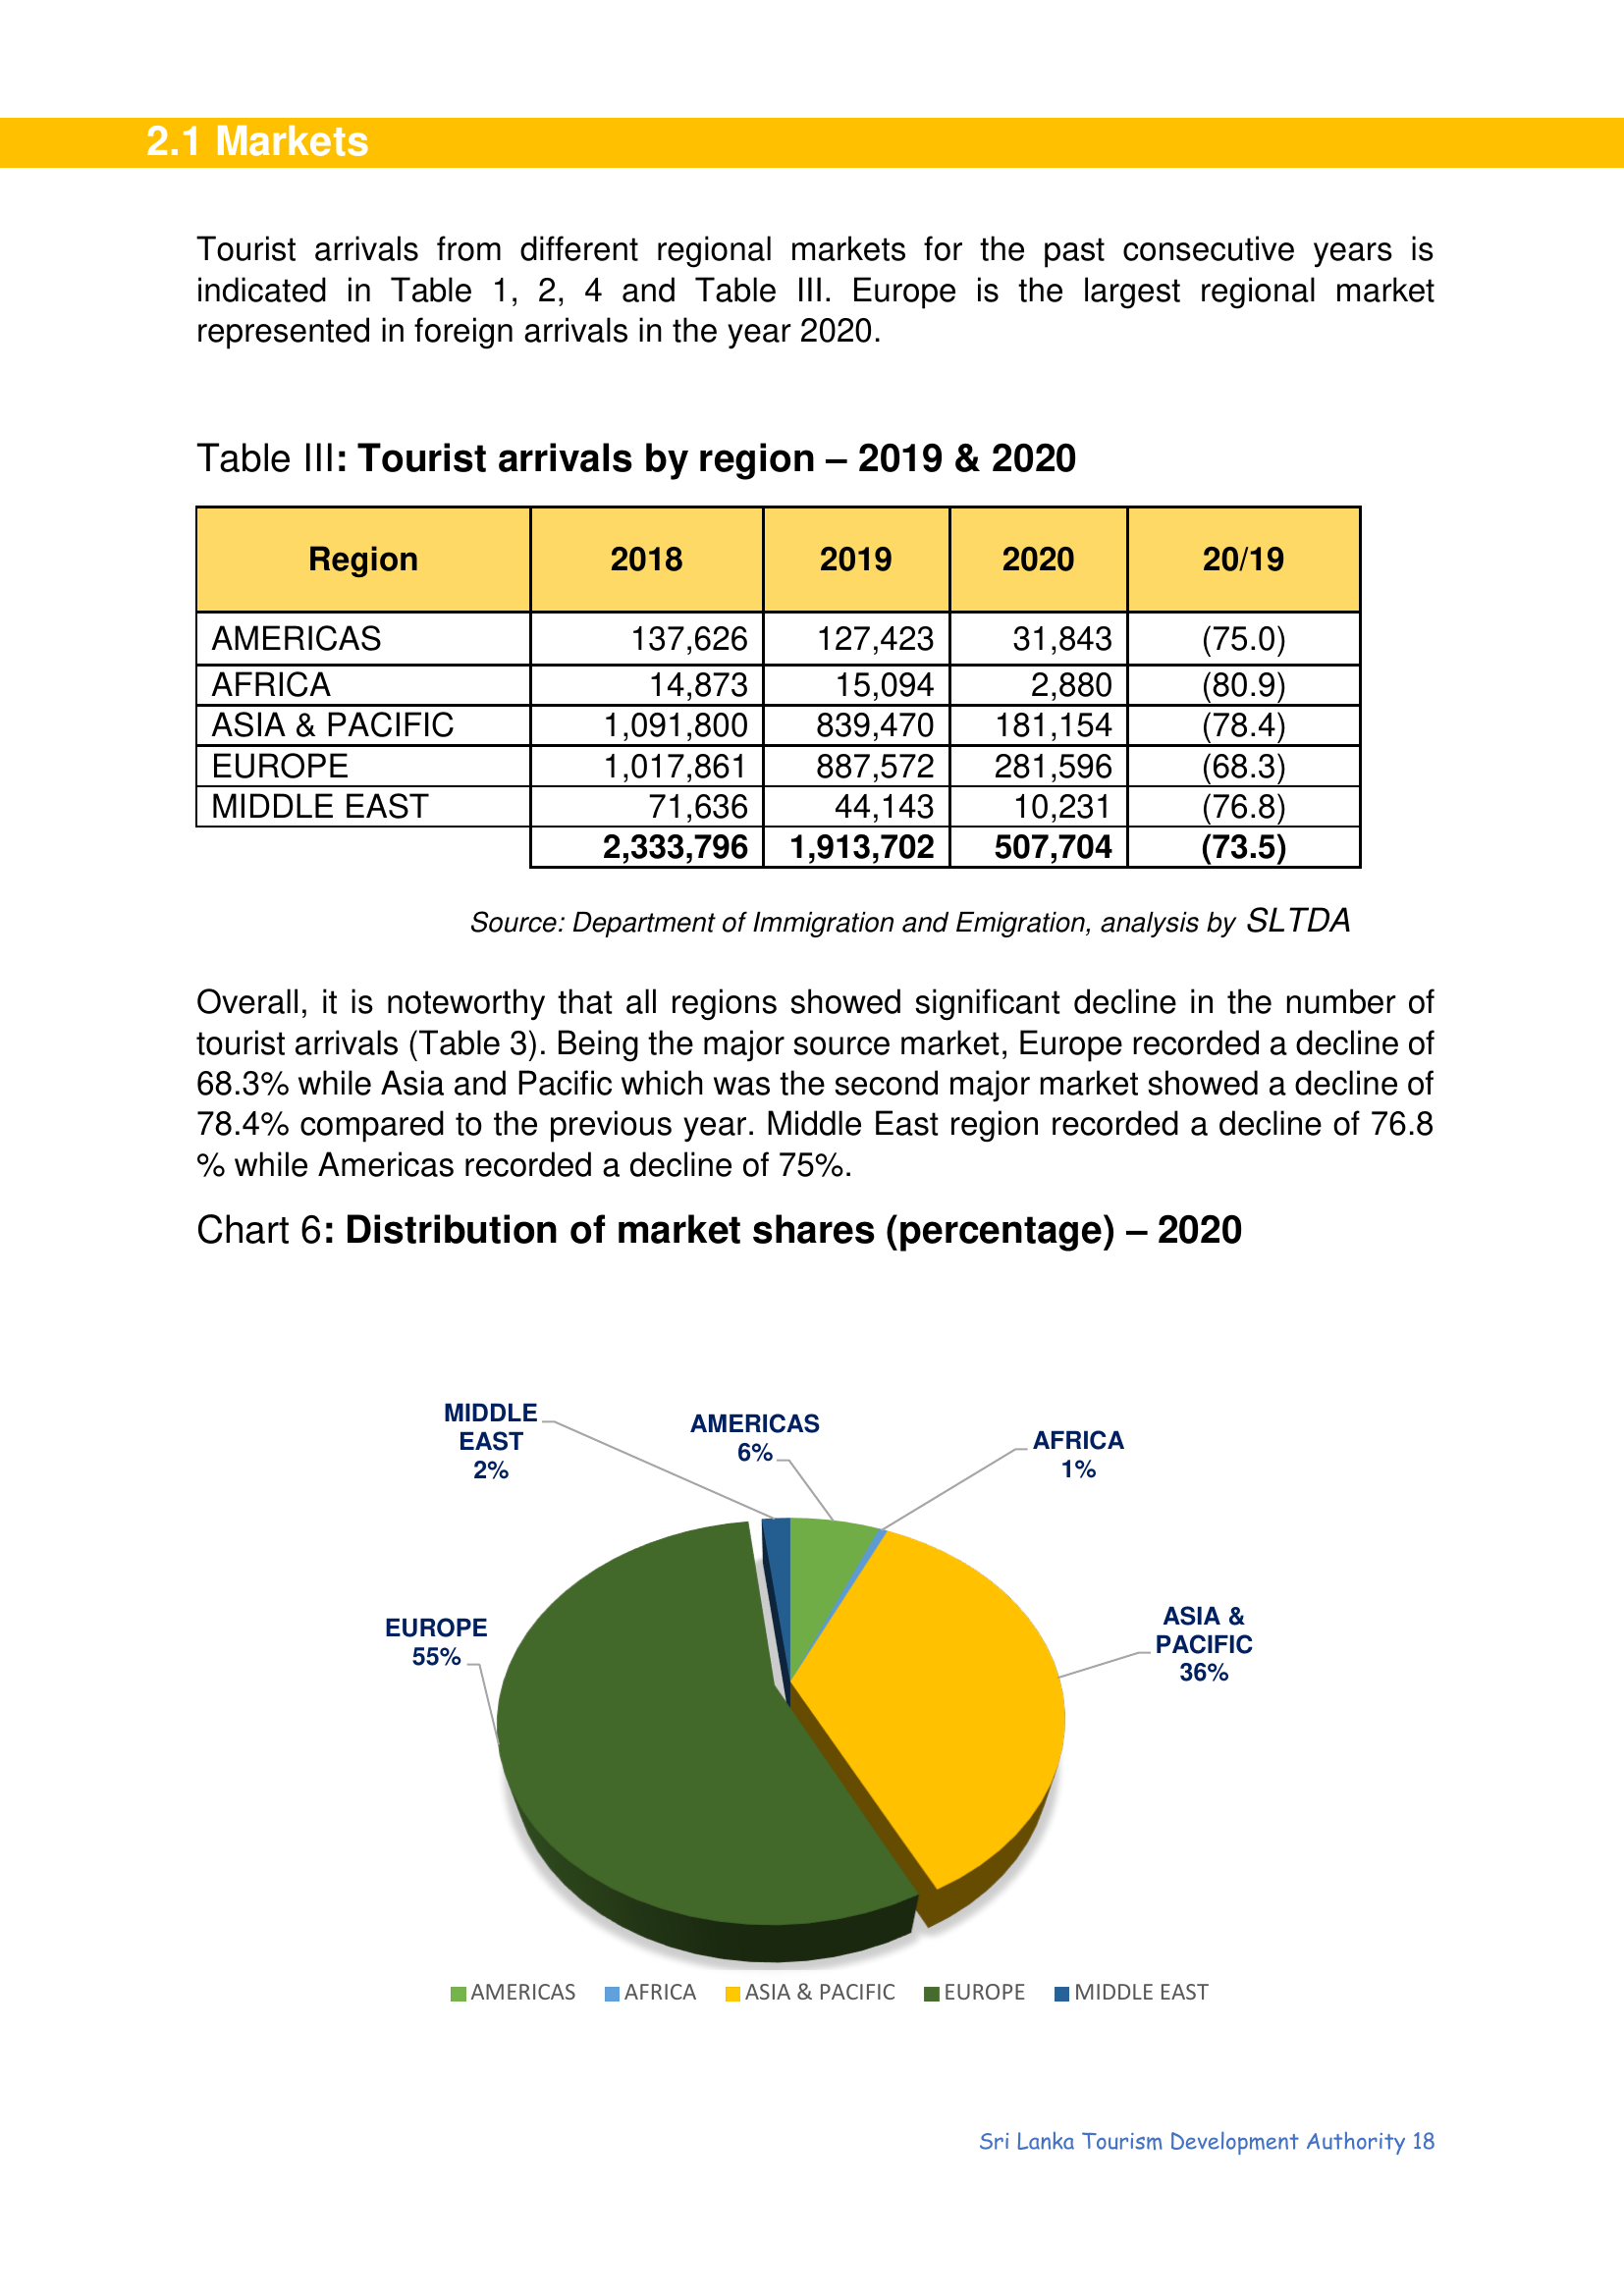 2.1 Markets
Tourist arrivals from different regional markets for the past consecutive years is
indicated in Table 1, 2, 4 and Table III. Europe is the largest regional market
represented in foreign arrivals in the year 2020.
Table III: Tourist arrivals by region – 2019 & 2020
Region 2018 2019 2020 20/19
AMERICAS 137,626 127,423 31,843 (75.0)
AFRICA 14,873 15,094 2,880 (80.9)
ASIA & PACIFIC 1,091,800 839,470 181,154 (78.4)
EUROPE 1,017,861 887,572 281,596 (68.3)
MIDDLE EAST 71,636 44,143 10,231 (76.8)
2,333,796 1,913,702 507,704 (73.5)
Source: Department of Immigration and Emigration, analysis by SLTDA
Overall, it is noteworthy that all regions showed significant decline in the number of
tourist arrivals (Table 3). Being the major source market, Europe recorded a decline of
68.3% while Asia and Pacific which was the second major market showed a decline of
78.4% compared to the previous year. Middle East region recorded a decline of 76.8
% while Americas recorded a decline of 75%.
Chart 6: Distribution of market shares (percentage) – 2020
MIDDLE
EAST
2%
AMERICAS
6%
AFRICA
1%
EUROPE
55%
ASIA &
PACIFIC
36%
AMERICAS AFRICA ASIA & PACIFIC EUROPE MIDDLE EAST
Sri Lanka Tourism Development Authority 18